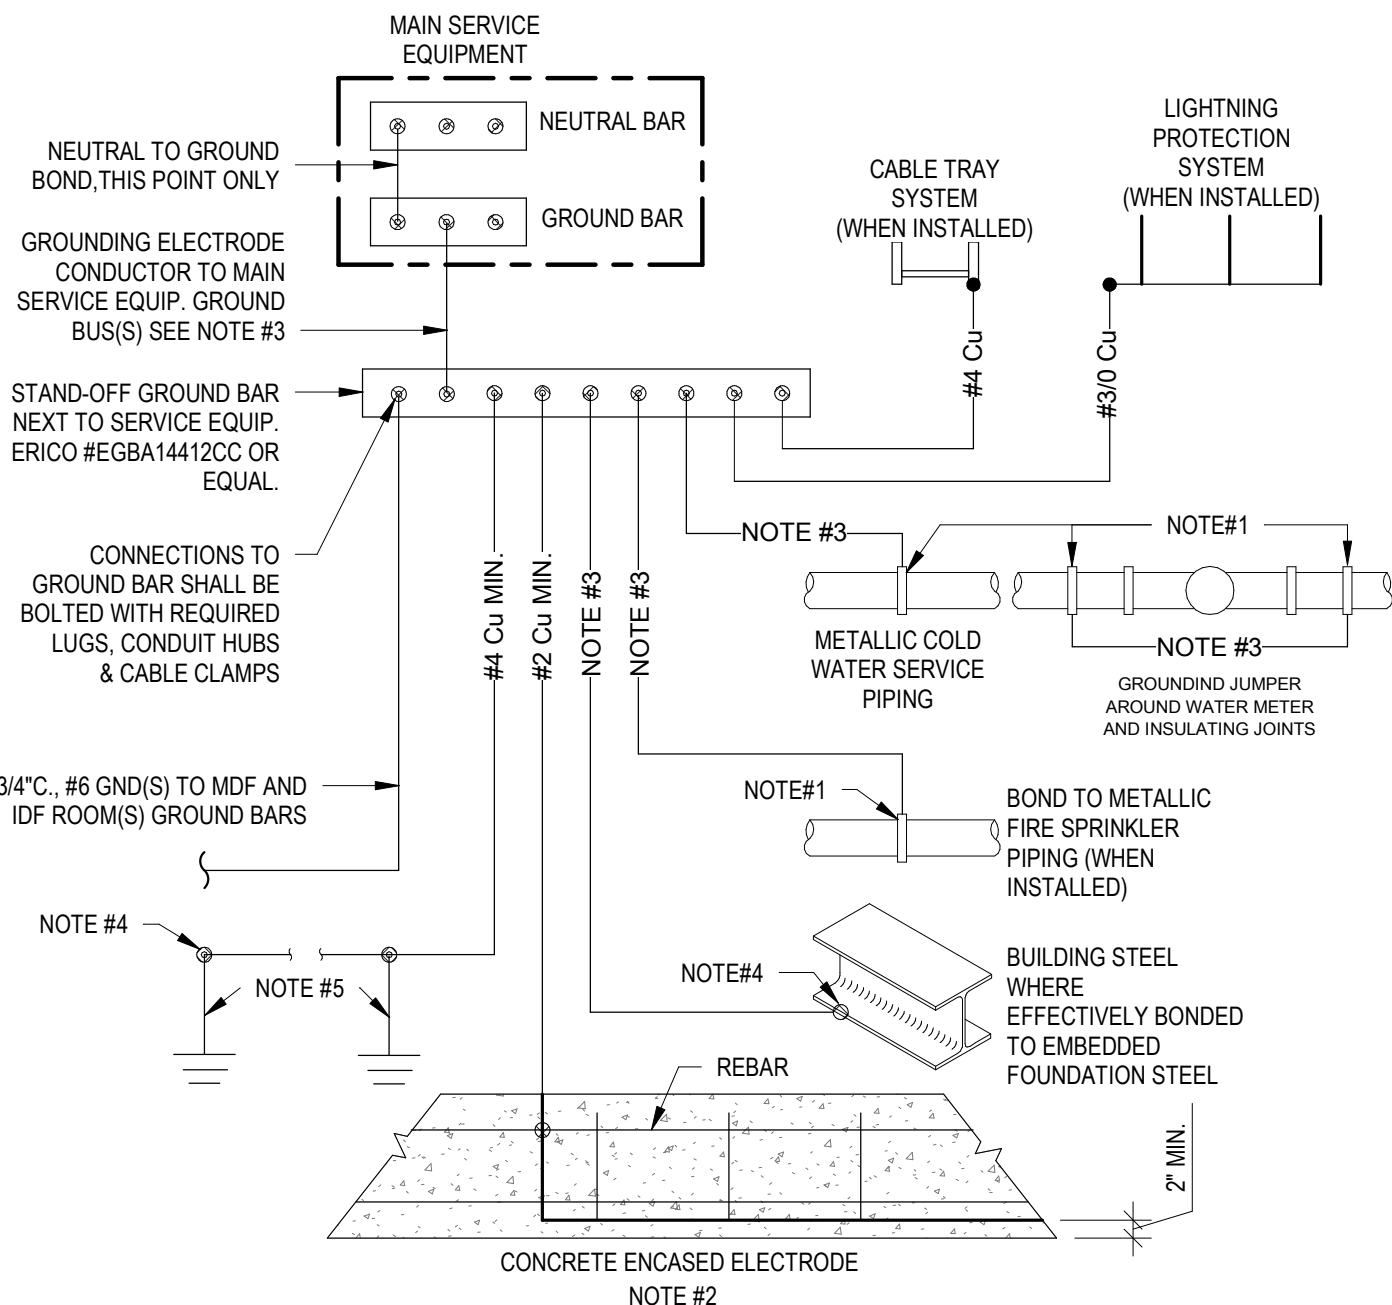 MAIN SERVICE
EQUIPMENT
NEUTRAL BAR
NEUTRAL TO GROUND
BOND,THIS POINT ONLY
GROUND BAR
GROUNDING ELECTRODE
CONDUCTOR TO MAIN
SERVICE EQUIP. GROUND
BUS(S) SEE NOTE #3
CABLE TRAY
SYSTEM
(WHEN INSTALLED)
LIGHTNING
PROTECTION
SYSTEM
(WHEN INSTALLED)
#4 Cu
#3/0 Cu
STAND-OFF GROUND BAR
NEXT TO SERVICE EQUIP.
ERICO #EGBA14412CC OR
EQUAL.
CONNECTIONS TO
GROUND BAR SHALL BE
BOLTED WITH REQUIRED
LUGS, CONDUIT HUBS
& CABLE CLAMPS
#4 Cu MIN.
#2 Cu MIN.
NOTE #3
NOTE #3
NOTE #3
NOTE#1
METALLIC COLD
WATER SERVICE
PIPING
NOTE #3
GROUNDIND JUMPER
AROUND WATER METER
AND INSULATING JOINTS
3/4"C., #6 GND(S) TO MDF AND
IDF ROOM(S) GROUND BARS
NOTE#1
BOND TO METALLIC
FIRE SPRINKLER
PIPING (WHEN
INSTALLED)
NOTE #4
NOTE #5
NOTE#4
BUILDING STEEL
WHERE
EFFECTIVELY BONDED
TO EMBEDDED
FOUNDATION STEEL
REBAR
2" MIN.
CONCRETE ENCASED ELECTRODE
NOTE #2